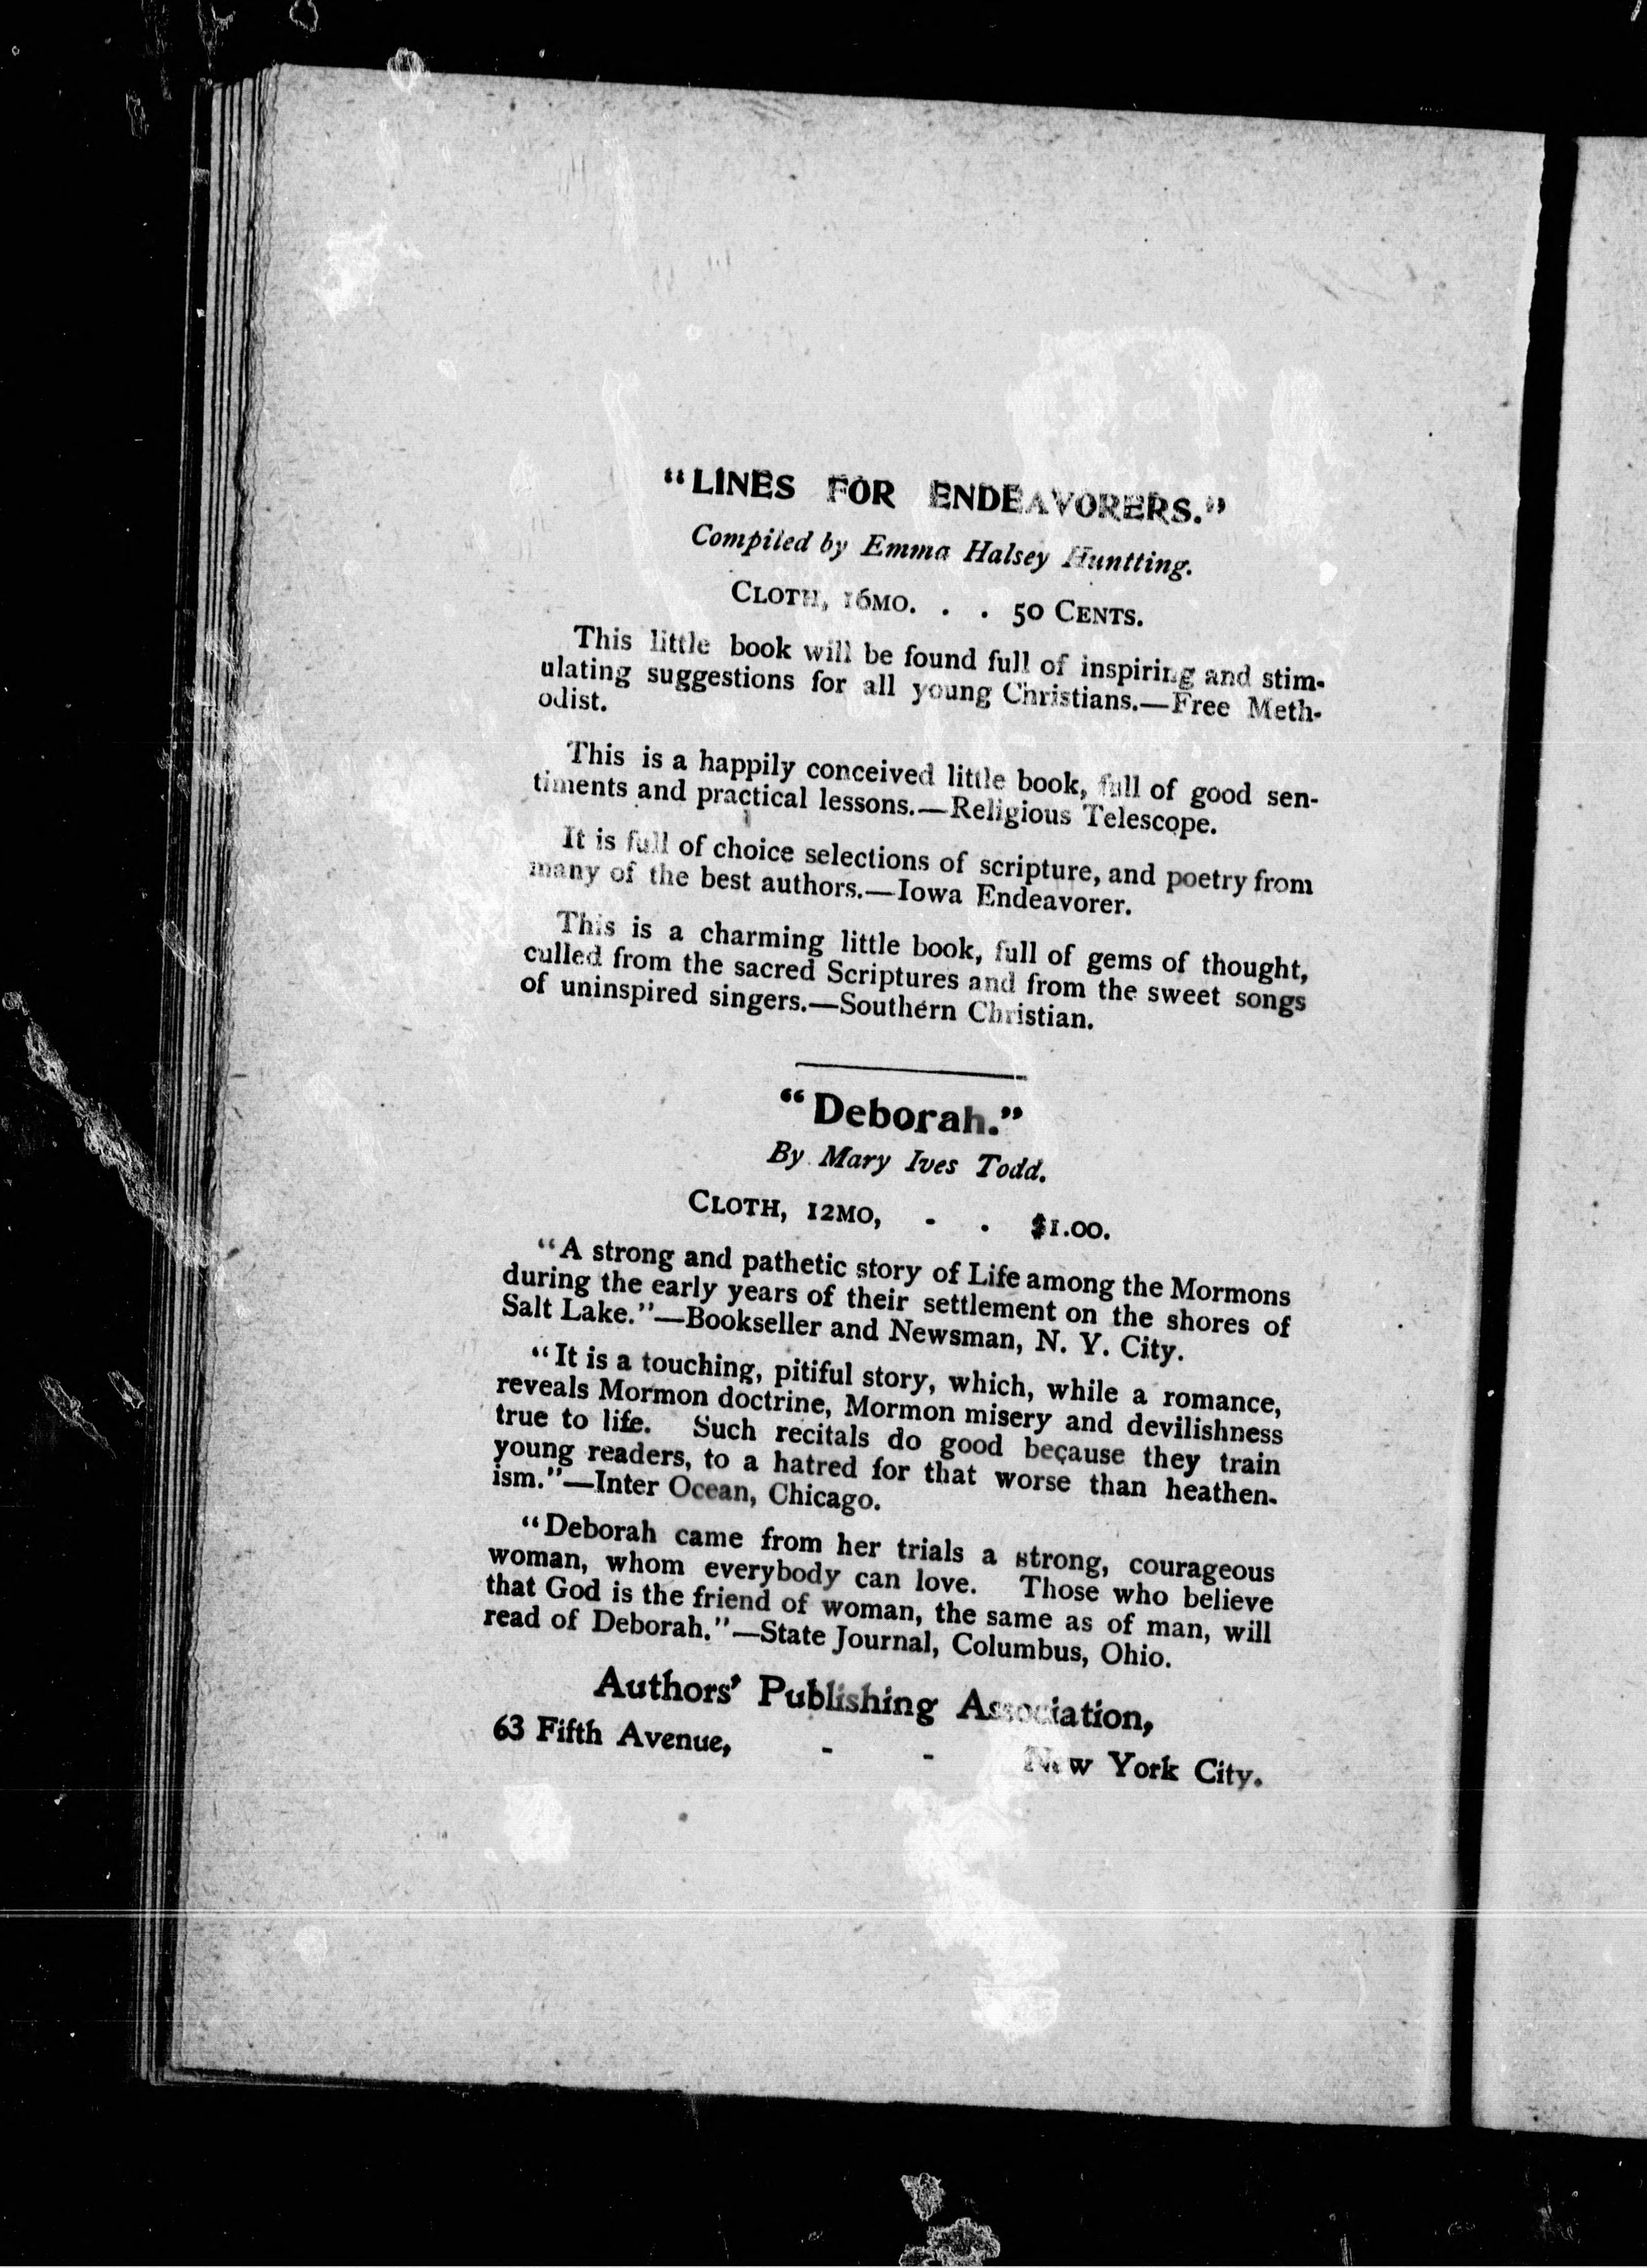 “LINES FOR ENDEAVORERS.”
Compiled by Emma Halsey Huntting.
CLOTH, 16MO. . . 50 CENTS.
This little book will be found full of inspiring and stim-
ulating suggestions for all young Christians.—Free Meth-
odist.
This is a happily conceived little book, full of good sen-
timents and practical lessons.—Religious Telescope.
It is full of choice selections of scripture, and poetry from
many of the best authors.—Iowa Endeavorer.
This is a charming little book, full of gems of thought,
culled from the sacred Scriptures and from the sweet songs
of uninspired singers.—Southern Christian.
“Deborah.”
By Mary Ives Todd.
CLOTH, 12MO, - . $1.00.
“A strong and pathetic story of Life among the Mormons
during the early years of their settlement on the shores of
Salt Lake.”—Bookseller and Newsman, N. Y. City.
“It is a touching, pitiful story, which, while a romance,
reveals Mormon doctrine, Mormon misery and devilishness
true to life. Such recitals do good because they train
young readers, to a hatred for that worse than heathen-
ism.”—Inter Ocean, Chicago.
“Deborah came from her trials a strong, courageous
woman, whom everybody can love. Those who believe
that God is the friend of woman, the same as of man, will
read of Deborah.”—State Journal, Columbus, Ohio.
Authors’ Publishing Association,
63 Fifth Avenue, - - New York City.